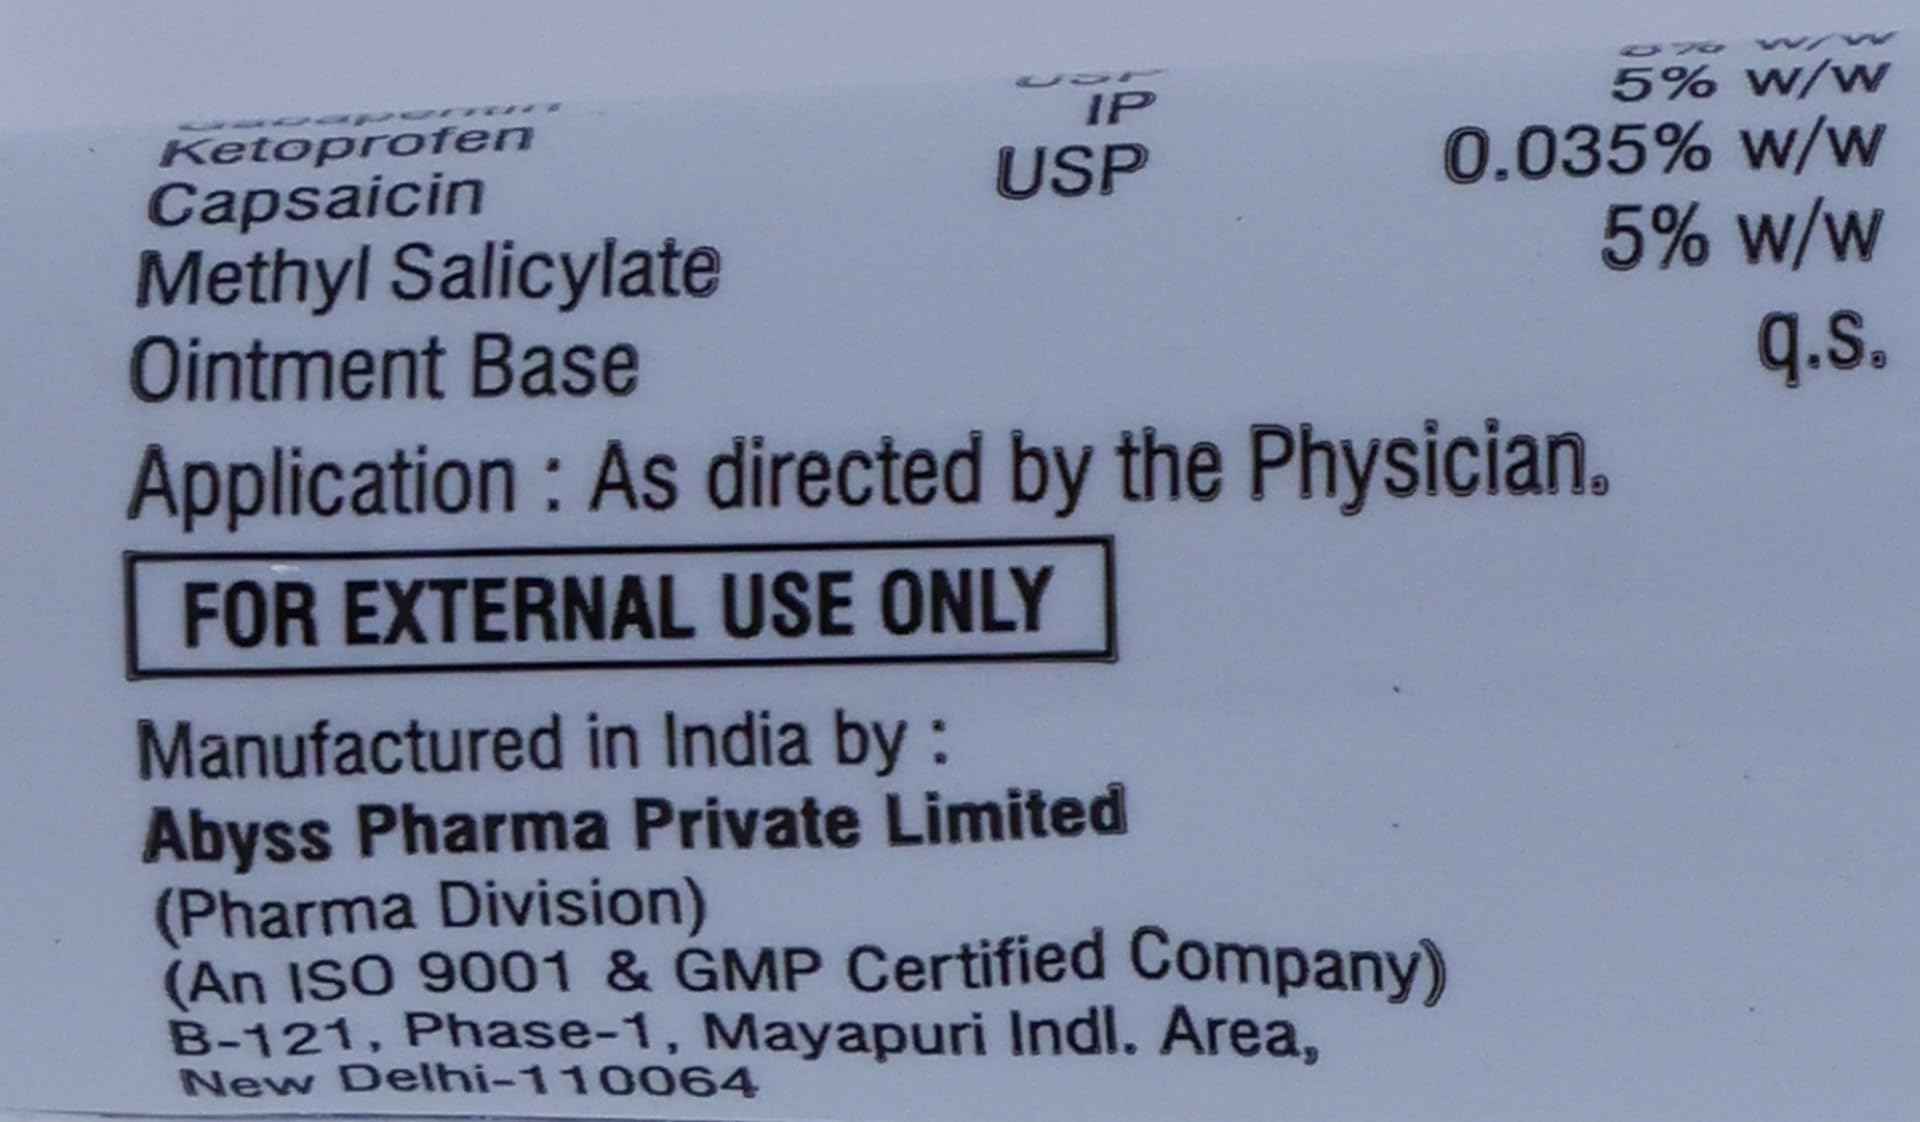 Gabapentin USP w/w
Ketoprofen IP 5% w/w
Capsaicin USP 0.035% w/w
Methyl Salicylate 5% w/w
Ointment Base q.s.
Application : As directed by the Physician.
FOR EXTERNAL USE ONLY
Manufactured in India by :
Abyss Pharma Private Limited
(Pharma Division)
(An ISO 9001 & GMP Certified Company)
B-121, Phase-1, Mayapuri Indl. Area,
New Delhi-110064